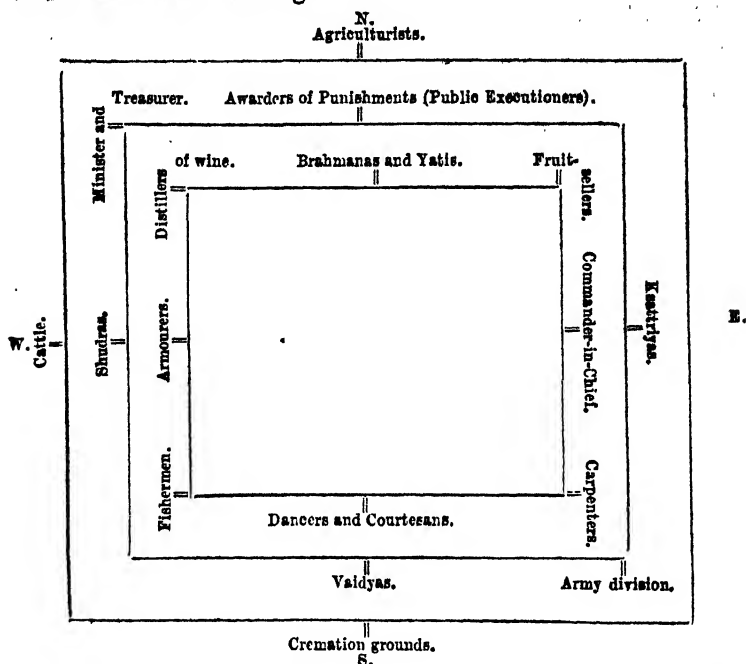 N.
Agriculturists.
Treasurer. Awarders of Punishments (Public Executioners).
Minister and
of wine. Brahmanas and Yatis. Fruit-
Distillers
sellers.
W. Cattle.
Shudras.
Armourers.
Commander-in-Chief.
Ksattriyas.
E.
Fishermen.
Carpenters.
Dancers and Courtesans.
Vaidyas. Army division.
Cremation grounds.
S.